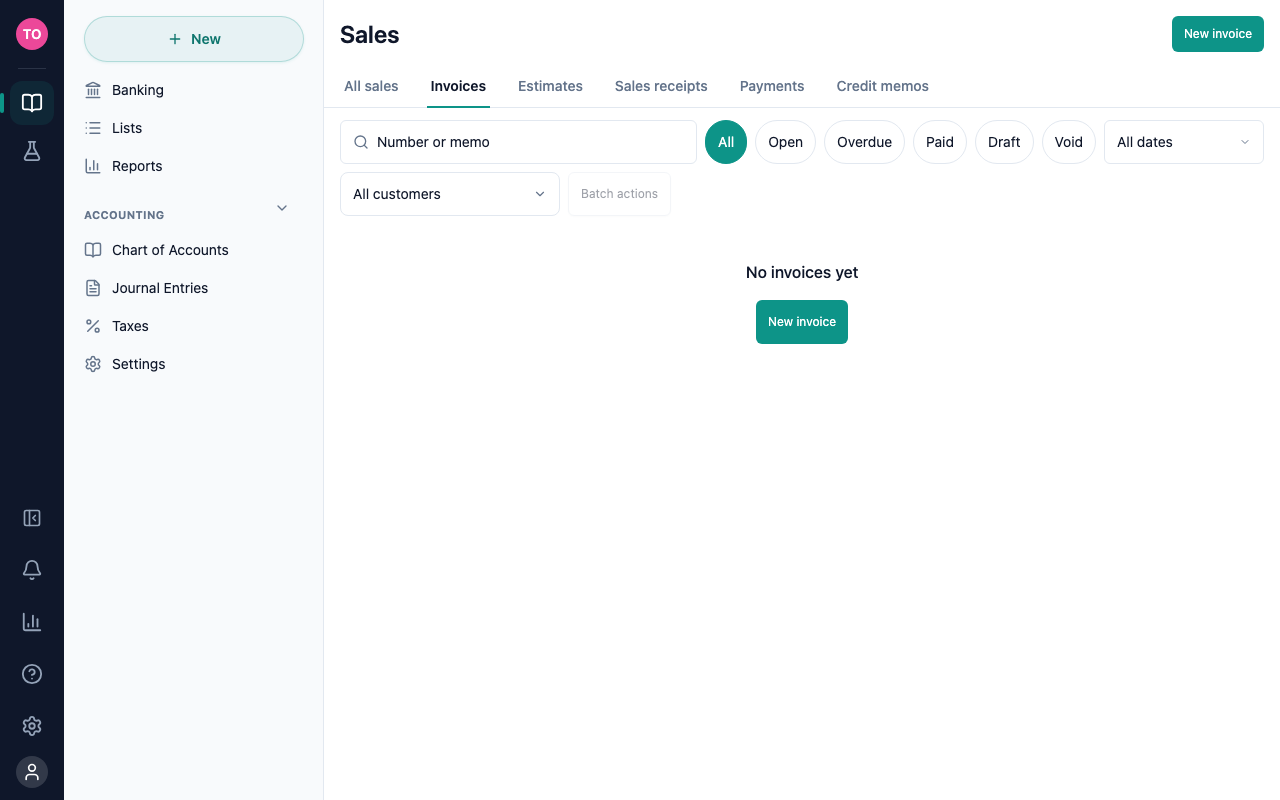 TO
New
Banking
Lists
Reports
ACCOUNTING
Chart of Accounts
Journal Entries
Taxes
Settings
Sales
New invoice
All sales Invoices Estimates Sales receipts Payments Credit memos
Number or memo All Open Overdue Paid Draft Void All dates
All customers Batch actions
No invoices yet
New invoice